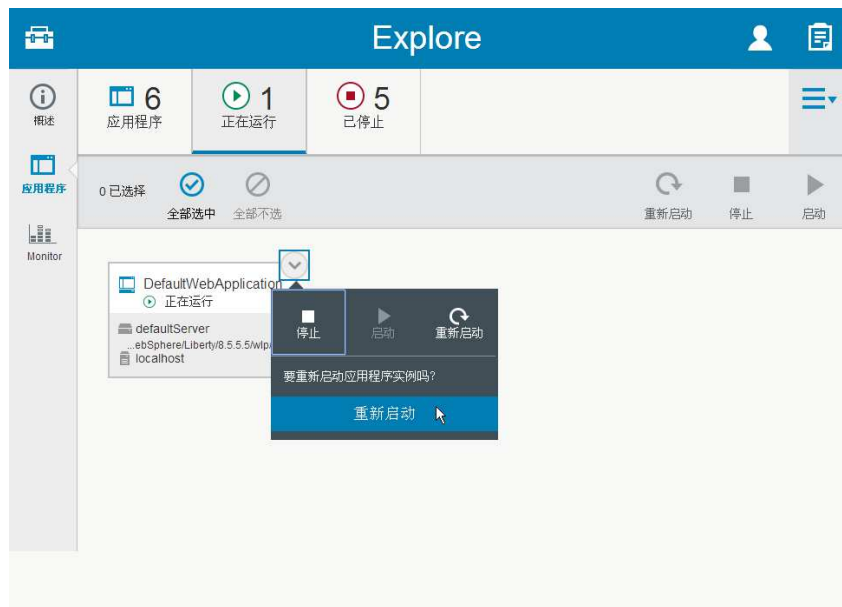 Explore
概述
6
应用程序
1
正在运行
5
已停止
应用程序
0 已选择
全部选中
全部不选
重新启动
停止
启动
Monitor
DefaultWebApplication
正在运行
defaultServer
...ebSphere/Liberty/8.5.5.5/wlp/
localhost
停止
启动
重新启动
要重新启动应用程序实例吗?
重新启动